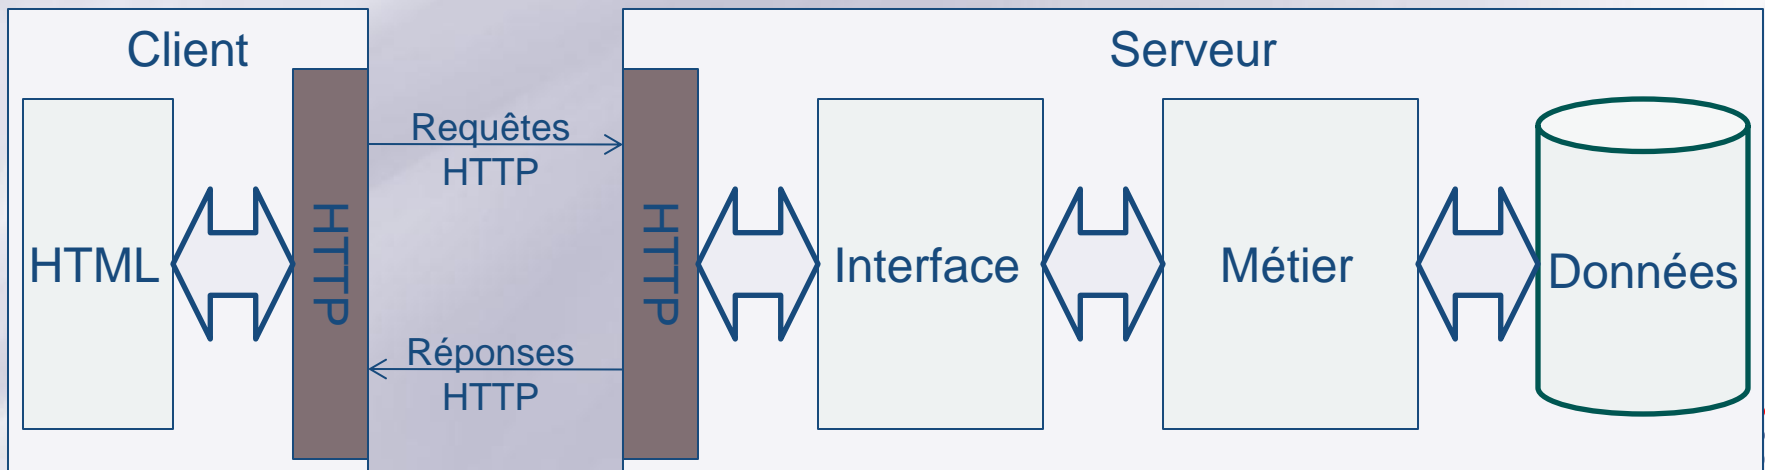 Client
Serveur
HTML
HTTP
Requêtes
HTTP
Réponses
HTTP
HTTP
Interface
Métier
Données